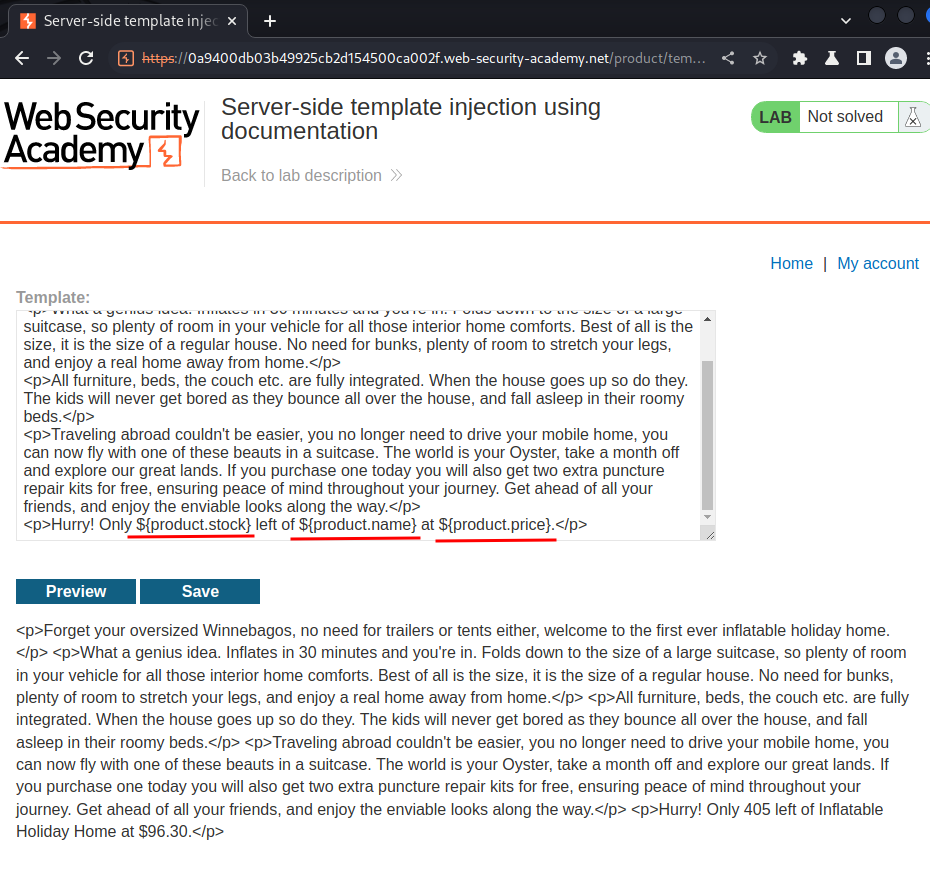 Server-side template injec
https://0a9400db03b49925cb2d154500ca002f.web-security-academy.net/product/tem...
Web Security
Academy
Server-side template injection using
documentation
Back to lab description
LAB Not solved
Home | My account
Template:
<p>What a genius idea. Inflates in 30 minutes and you're in. Folds down to the size of a large
suitcase, so plenty of room in your vehicle for all those interior home comforts. Best of all is the
size, it is the size of a regular house. No need for bunks, plenty of room to stretch your legs,
and enjoy a real home away from home.</p>
<p>All furniture, beds, the couch etc. are fully integrated. When the house goes up so do they.
The kids will never get bored as they bounce all over the house, and fall asleep in their roomy
beds.</p>
<p>Traveling abroad couldn't be easier, you no longer need to drive your mobile home, you
can now fly with one of these beauts in a suitcase. The world is your Oyster, take a month off
and explore our great lands. If you purchase one today you will also get two extra puncture
repair kits for free, ensuring peace of mind throughout your journey. Get ahead of all your
friends, and enjoy the enviable looks along the way.</p>
<p>Hurry! Only ${product.stock} left of ${product.name} at ${product.price}.</p>
Preview Save
<p>Forget your oversized Winnebagos, no need for trailers or tents either, welcome to the first ever inflatable holiday home.
</p> <p>What a genius idea. Inflates in 30 minutes and you're in. Folds down to the size of a large suitcase, so plenty of room
in your vehicle for all those interior home comforts. Best of all is the size, it is the size of a regular house. No need for bunks,
plenty of room to stretch your legs, and enjoy a real home away from home.</p> <p>All furniture, beds, the couch etc. are fully
integrated. When the house goes up so do they. The kids will never get bored as they bounce all over the house, and fall
asleep in their roomy beds.</p> <p>Traveling abroad couldn't be easier, you no longer need to drive your mobile home, you
can now fly with one of these beauts in a suitcase. The world is your Oyster, take a month off and explore our great lands. If
you purchase one today you will also get two extra puncture repair kits for free, ensuring peace of mind throughout your
journey. Get ahead of all your friends, and enjoy the enviable looks along the way.</p> <p>Hurry! Only 405 left of Inflatable
Holiday Home at $96.30.</p>